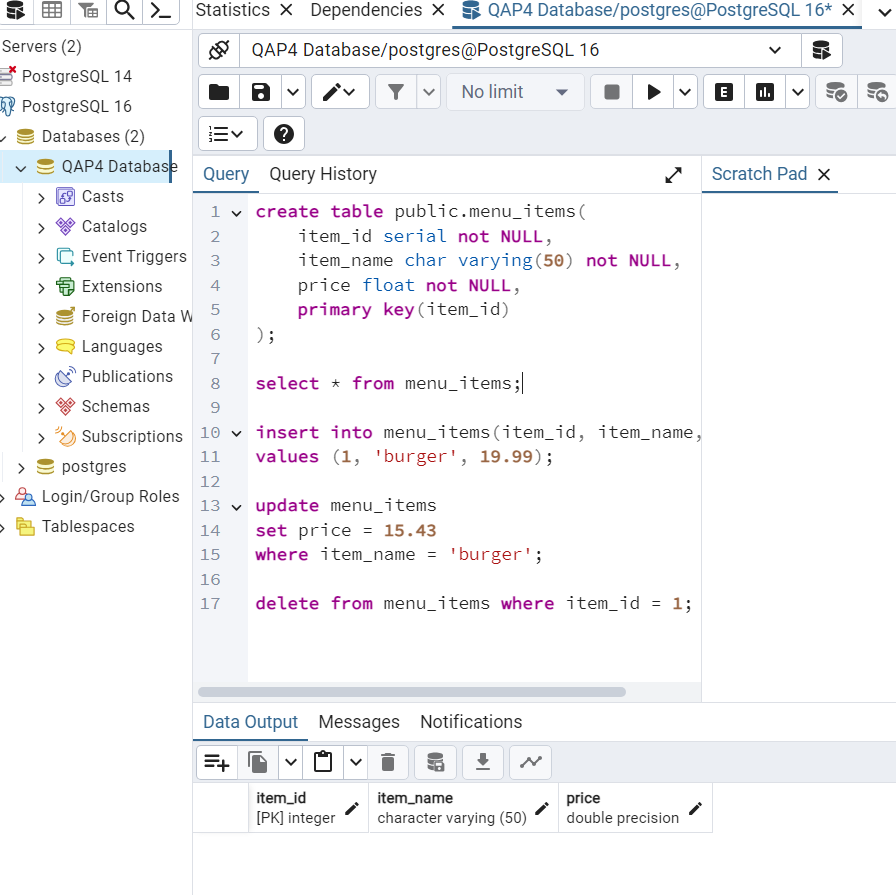 Statistics Dependencies QAP4 Database/postgres@PostgreSQL 16*
Servers (2)
PostgreSQL 14
PostgreSQL 16
Databases (2)
QAP4 Database
Casts
Catalogs
Event Triggers
Extensions
Foreign Data W
Languages
Publications
Schemas
Subscriptions
postgres
Login/Group Roles
Tablespaces
QAP4 Database/postgres@PostgreSQL 16
No limit
E
Query Query History
Scratch Pad
1 create table public.menu_items(
2     item_id serial not NULL,
3     item_name char varying(50) not NULL,
4     price float not NULL,
5     primary key(item_id)
6 );
7
8 select * from menu_items;
9
10 insert into menu_items(item_id, item_name,
11 values (1, 'burger', 19.99);
12
13 update menu_items
14 set price = 15.43
15 where item_name = 'burger';
16
17 delete from menu_items where item_id = 1;
Data Output Messages Notifications
item_id item_name price
[PK] integer character varying (50) double precision